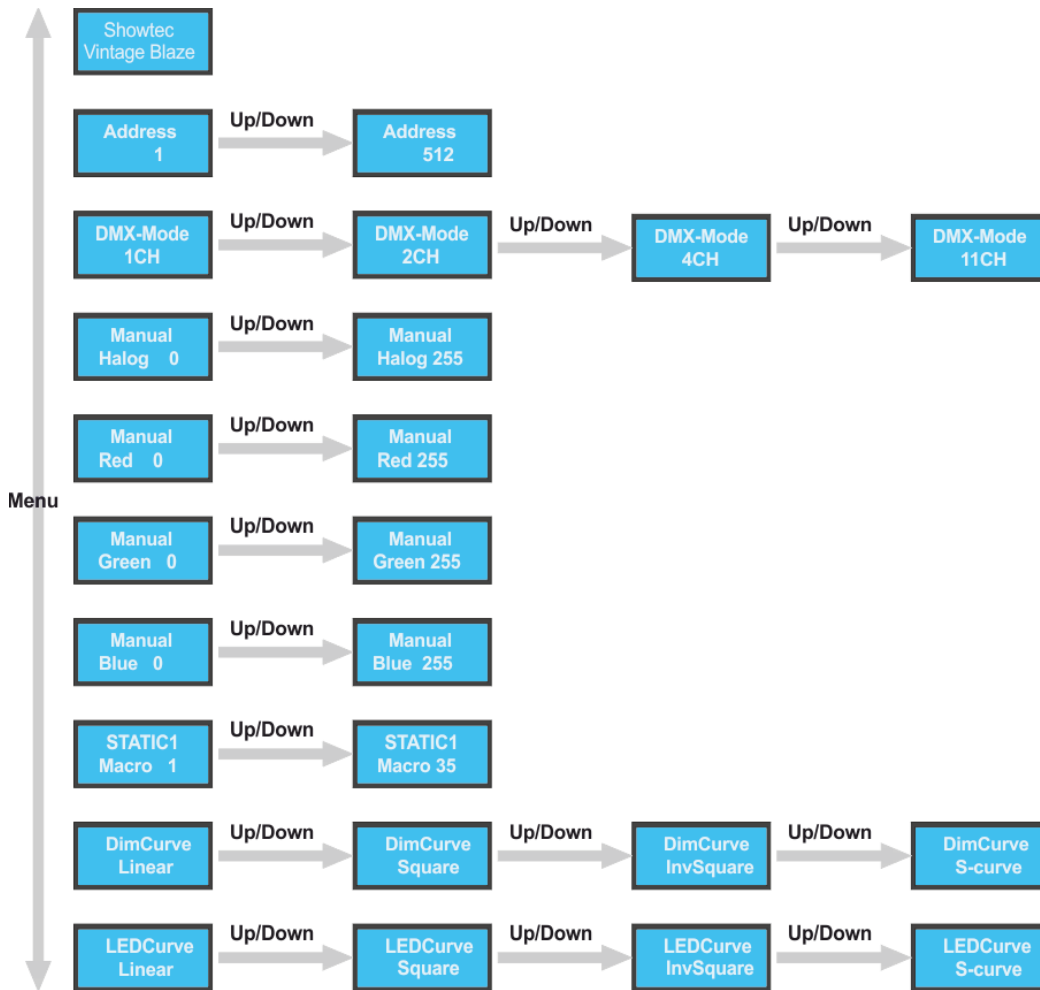 Showtec
Vintage Blaze
Up/Down
Address
1
Address
512
Up/Down
Up/Down
Up/Down
DMX-Mode
1CH
DMX-Mode
2CH
DMX-Mode
4CH
DMX-Mode
11CH
Up/Down
Manual
Halog 0
Manual
Halog 255
Up/Down
Manual
Red 0
Manual
Red 255
Menu
Up/Down
Manual
Green 0
Manual
Green 255
Up/Down
Manual
Blue 0
Manual
Blue 255
Up/Down
STATIC1
Macro 1
STATIC1
Macro 35
Up/Down
Up/Down
Up/Down
DimCurve
Linear
DimCurve
Square
DimCurve
InvSquare
DimCurve
S-curve
Up/Down
Up/Down
Up/Down
LEDCurve
Linear
LEDCurve
Square
LEDCurve
InvSquare
LEDCurve
S-curve